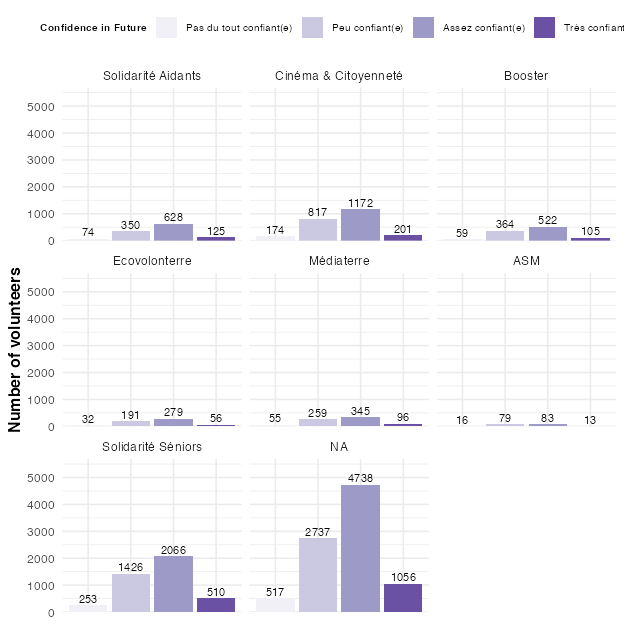 Confidence in Future Pas du tout confiant(e) Peu confiant(e) Assez confiant(e) Très confiant
Solidarité Aidants Cinéma & Citoyenneté Booster
5000
4000
3000
2000
1000
0
74 350 628 125
174 817 1172 201
59 364 522 105
Ecovolonterre Médiaterre ASM
5000
4000
3000
2000
1000
0
32 191 279 56
55 259 345 96
16 79 83 13
Solidarité Séniors NA
5000
4000
3000
2000
1000
0
253 1426 2066 510
517 2737 4738 1056
Number of volunteers